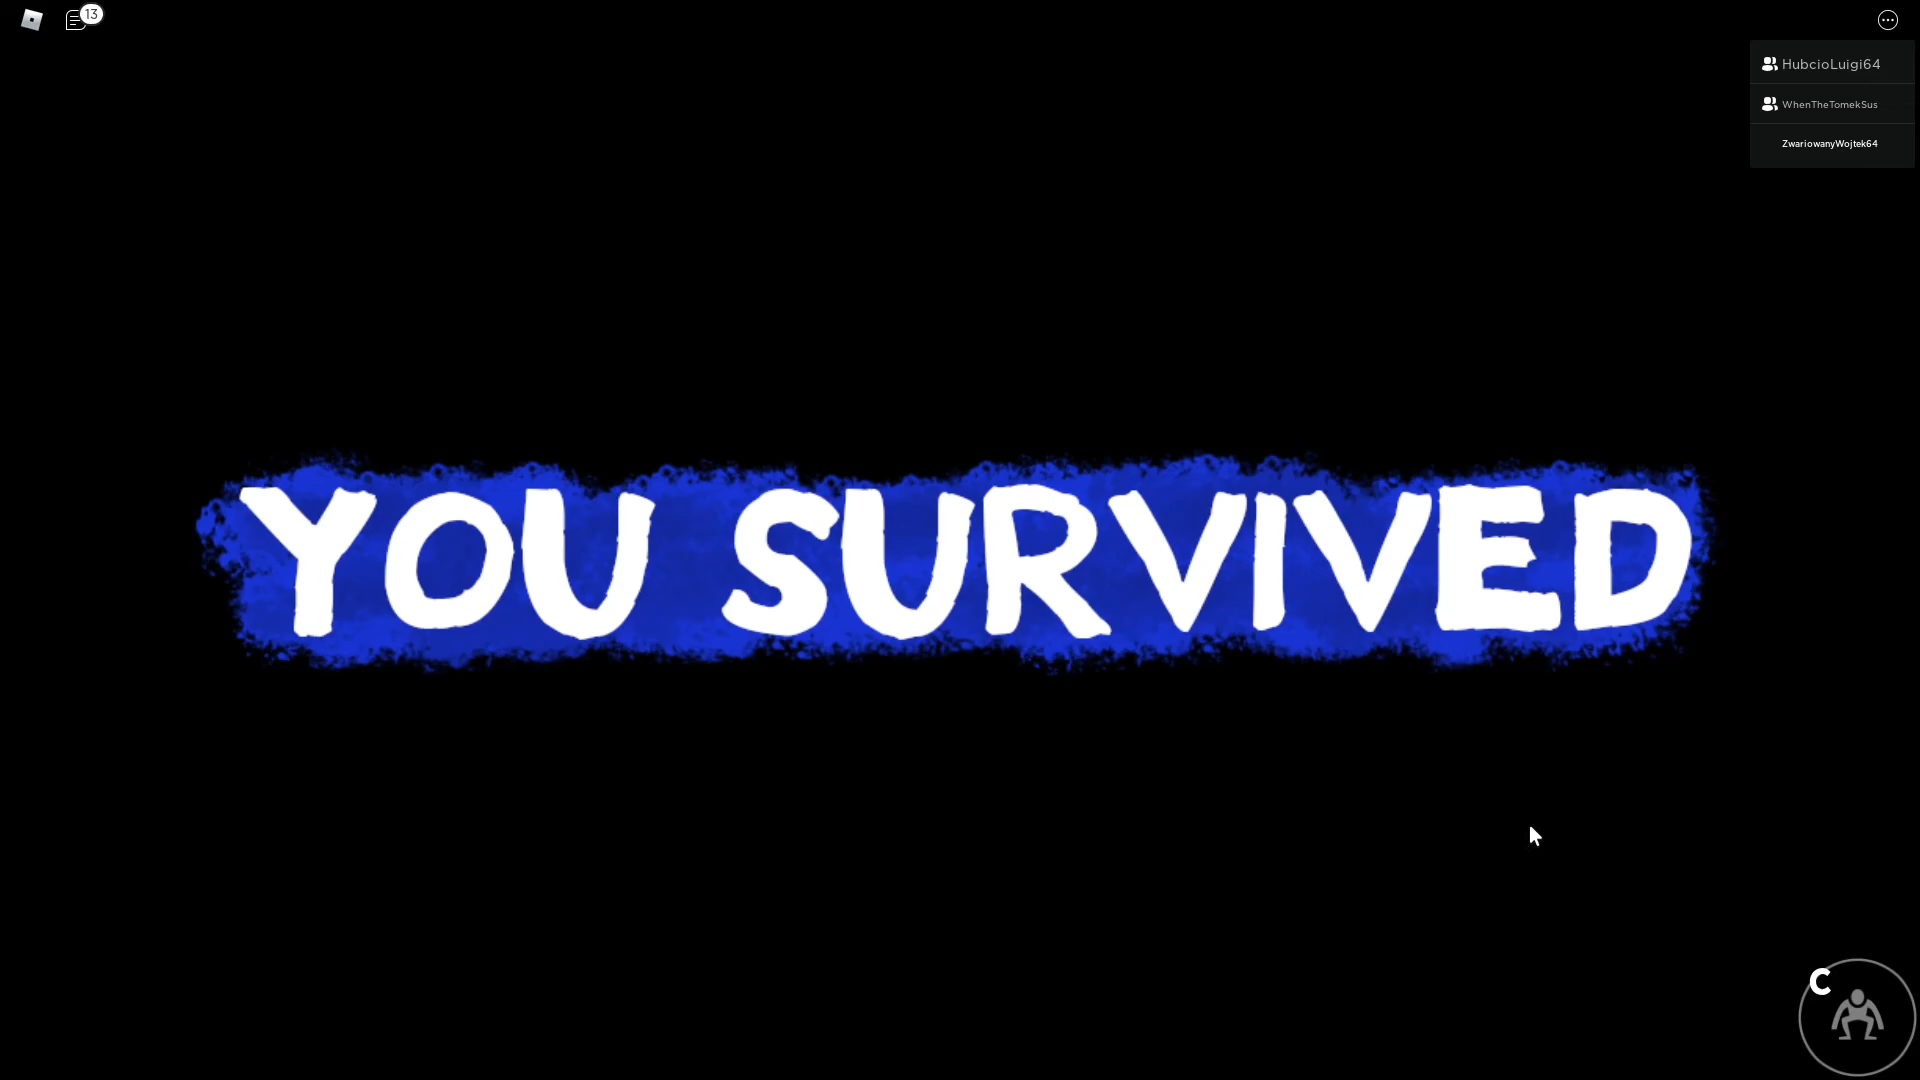 13
HubcioLuigi64
WhenTheTomekSus
ZwariowanyWojtek64
YOU SURVIVED
C